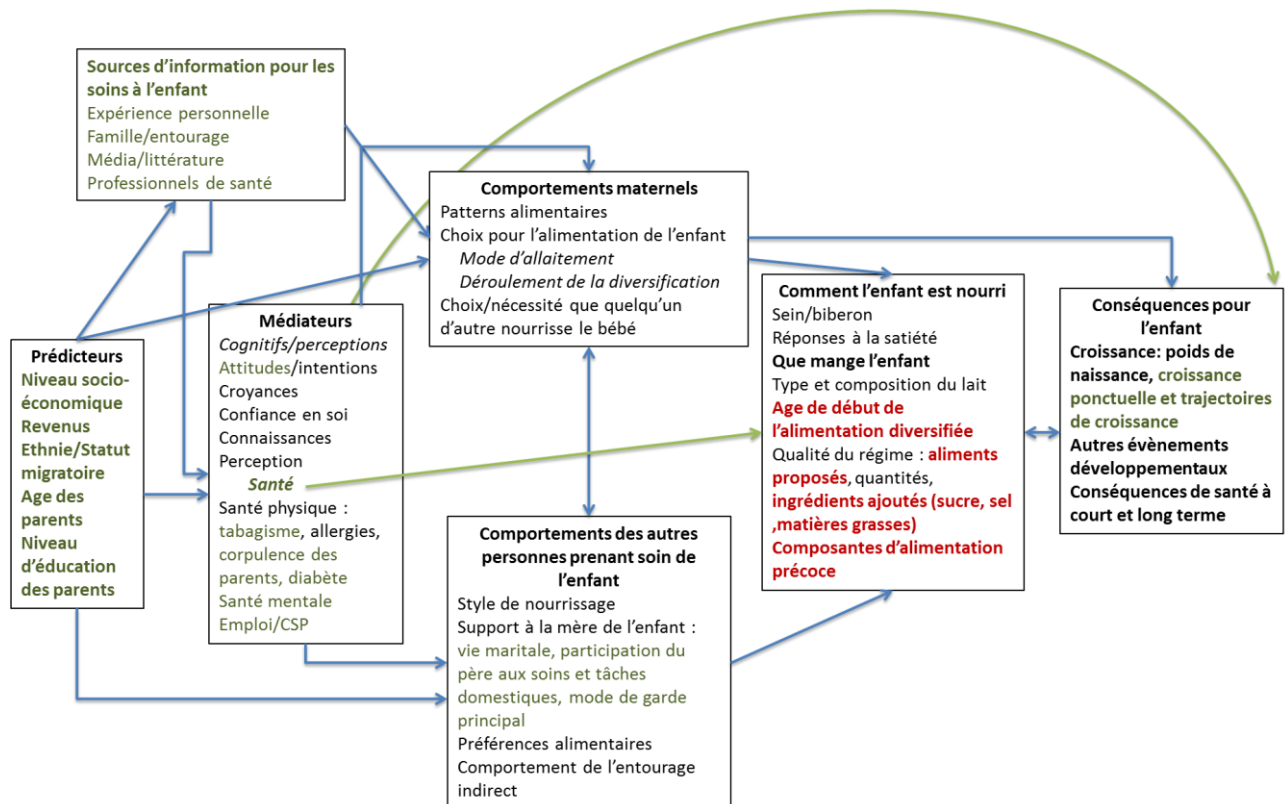 Sources d'information pour les
soins à l'enfant
Expérience personnelle
Famille/entourage
Média/littérature
Professionnels de santé
Comportements maternels
Patterns alimentaires
Choix pour l'alimentation de l'enfant
Mode d'allaitement
Déroulement de la diversification
Choix/nécessité que quelqu'un
d'autre nourrisse le bébé
Prédicteurs
Niveau socio-
économique
Revenus
Ethnie/Statut
migratoire
Age des
parents
Niveau
d'éducation
des parents
Médiateurs
Cognitifs/perceptions
Attitudes/intentions
Croyances
Confiance en soi
Connaissances
Perception
Santé
Santé physique :
tabagisme, allergies,
corpulence des
parents, diabète
Santé mentale
Emploi/CSP
Comportements des autres
personnes prenant soin de
l'enfant
Style de nourrissage
Support à la mère de l'enfant :
vie maritale, participation du
père aux soins et tâches
domestiques, mode de garde
principal
Préférences alimentaires
Comportement de l'entourage
indirect
Comment l'enfant est nourri
Sein/biberon
Réponses à la satiété
Que mange l'enfant
Type et composition du lait
Age de début de
l'alimentation diversifiée
Qualité du régime : aliments
proposés, quantités,
ingrédients ajoutés (sucre, sel
,matières grasses)
Composantes d'alimentation
précoce
Conséquences pour
l'enfant
Croissance: poids de
naissance, croissance
ponctuelle et trajectoires
de croissance
Autres évènements
développementaux
Conséquences de santé à
court et long terme